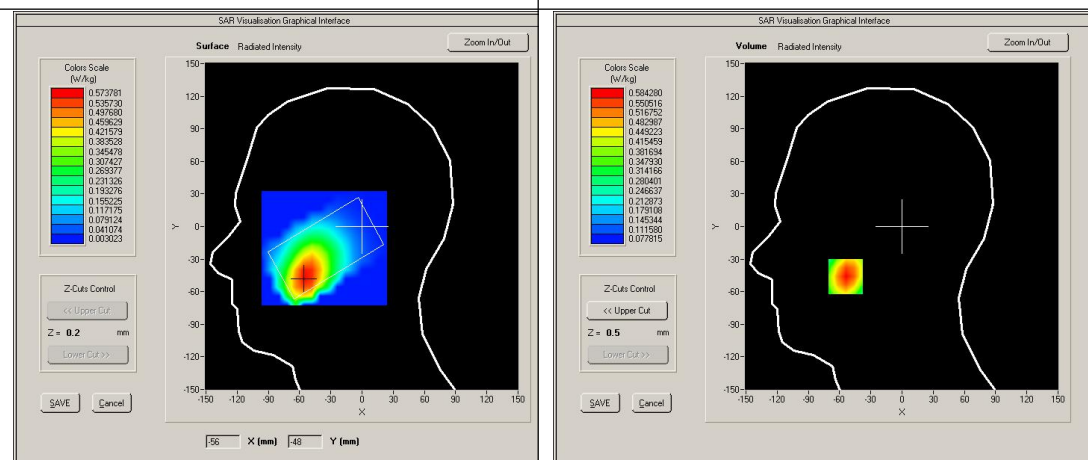 SAR Visualisation Graphical Interface
Surface Radiated Intensity
Zoom In/Out
Colors Scale
(W/kg)
0.573781
0.535730
0.497680
0.459629
0.421579
0.383528
0.345478
0.307427
0.269377
0.231326
0.193276
0.155225
0.117175
0.079124
0.041074
0.003023
150
120
90
60
30
0
-30
-60
-90
-120
-150
Y
-150 -120 -90 -60 -30 0 30 60 90 120 150
X
Z-Cuts Control
<< Upper Cut
Z = 0.2 mm
Lower Cut >>
SAVE Cancel
-56 X (mm) -48 Y (mm)
SAR Visualisation Graphical Interface
Volume Radiated Intensity
Zoom In/Out
Colors Scale
(W/kg)
0.584280
0.550516
0.516752
0.482987
0.449223
0.415459
0.381694
0.347930
0.314166
0.280401
0.246637
0.212873
0.179108
0.145344
0.111580
0.077815
150
120
90
60
30
0
-30
-60
-90
-120
-150
Y
-150 -120 -90 -60 -30 0 30 60 90 120 150
X
Z-Cuts Control
<< Upper Cut
Z = 0.5 mm
Lower Cut >>
SAVE Cancel